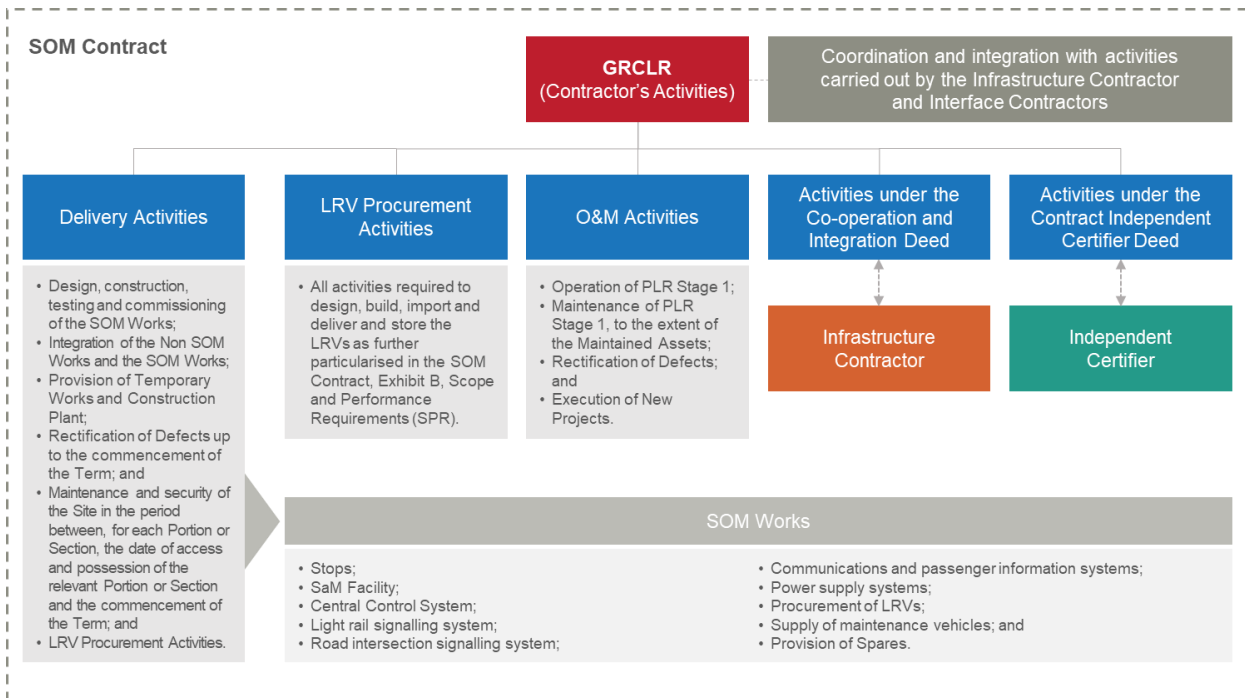 SOM Contract
GRCLR
(Contractor's Activities)
Coordination and integration with activities
carried out by the Infrastructure Contractor
and Interface Contractors
Delivery Activities
LRV Procurement
Activities
O&M Activities
Activities under the
Co-operation and
Integration Deed
Activities under the
Contract Independent
Certifier Deed
• Design, construction,
testing and commissioning
of the SOM Works;
• Integration of the Non SOM
Works and the SOM Works;
• Provision of Temporary
Works and Construction
Plant;
• Rectification of Defects up
to the commencement of
the Term; and
• Maintenance and security of
the Site in the period
between, for each Portion or
Section, the date of access
and possession of the
relevant Portion or Section
and the commencement of
the Term; and
• LRV Procurement Activities.
• All activities required to
design, build, import and
deliver and store the
LRVs as further
particularised in the SOM
Contract, Exhibit B, Scope
and Performance
Requirements (SPR).
• Operation of PLR Stage 1;
• Maintenance of PLR
Stage 1, to the extent of
the Maintained Assets;
• Rectification of Defects;
and
• Execution of New
Projects.
Infrastructure
Contractor
Independent
Certifier
SOM Works
• Stops;
• SaM Facility;
• Central Control System;
• Light rail signalling system;
• Road intersection signalling system;
• Communications and passenger information systems;
• Power supply systems;
• Procurement of LRVs;
• Supply of maintenance vehicles; and
• Provision of Spares.